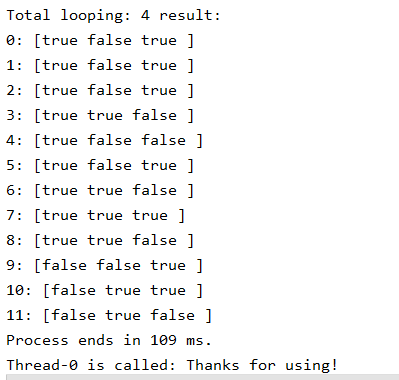 Total looping: 4 result:
0: [true false true ]
1: [true false true ]
2: [true false true ]
3: [true true false ]
4: [true false false ]
5: [true false true ]
6: [true true false ]
7: [true true true ]
8: [true true false ]
9: [false false true ]
10: [false true true ]
11: [false true false ]
Process ends in 109 ms.
Thread-0 is called: Thanks for using!